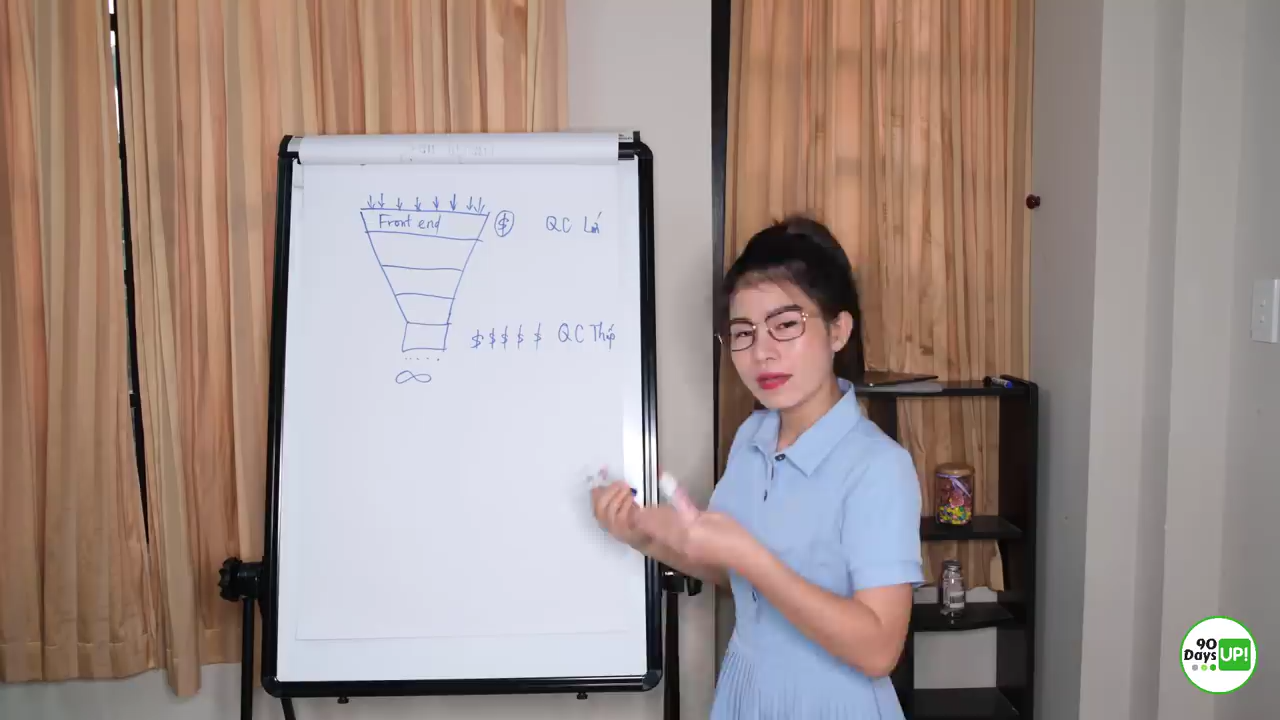 Front end $ QC Lớn
$ $ $ $ $ QC Thấp
∞
90
Days UP!